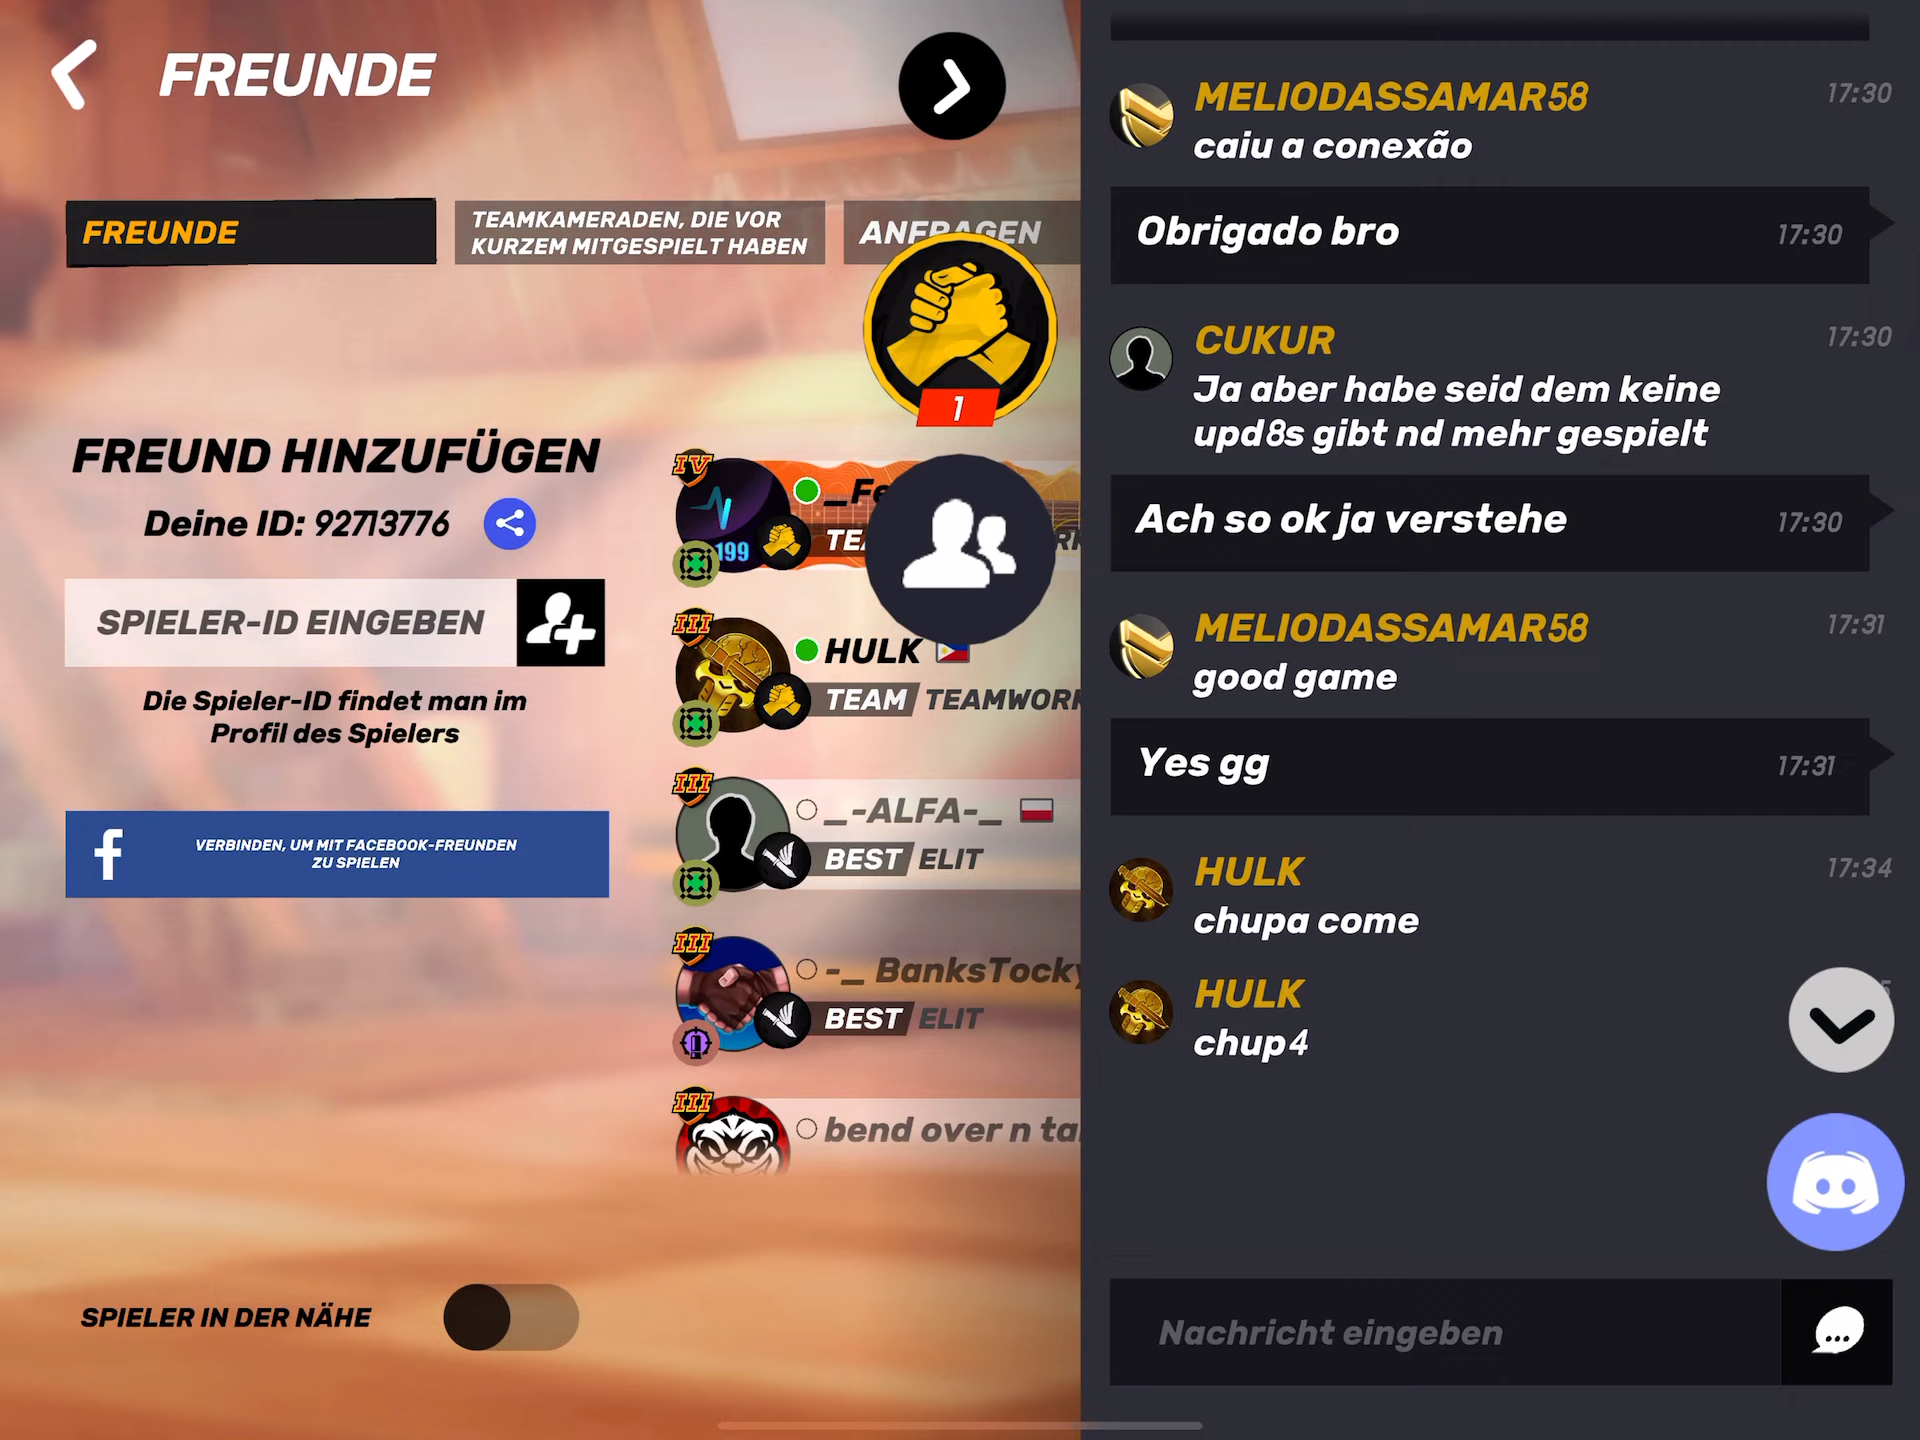 FREUNDE
FREUNDE
TEAMKAMERADEN, DIE VOR
KURZEM MITGESPIELT HABEN
ANFRAGEN
1
FREUND HINZUFÜGEN
Deine ID: 92713776
SPIELER-ID EINGEBEN
Die Spieler-ID findet man im
Profil des Spielers
f
VERBINDEN, UM MIT FACEBOOK-FREUNDEN
ZU SPIELEN
SPIELER IN DER NÄHE
IV
199
III
HULK
TEAM TEAMWORK
III
_-ALFA-_
BEST ELIT
III
-_ BanksTocky
BEST ELIT
III
bend over n
MELIODASSAMAR58 17:30
caiu a conexão
Obrigado bro 17:30
CUKUR 17:30
Ja aber habe seid dem keine
upd8s gibt nd mehr gespielt
Ach so ok ja verstehe 17:30
MELIODASSAMAR58 17:31
good game
Yes gg 17:31
HULK 17:34
chupa come
HULK
chup4
Nachricht eingeben